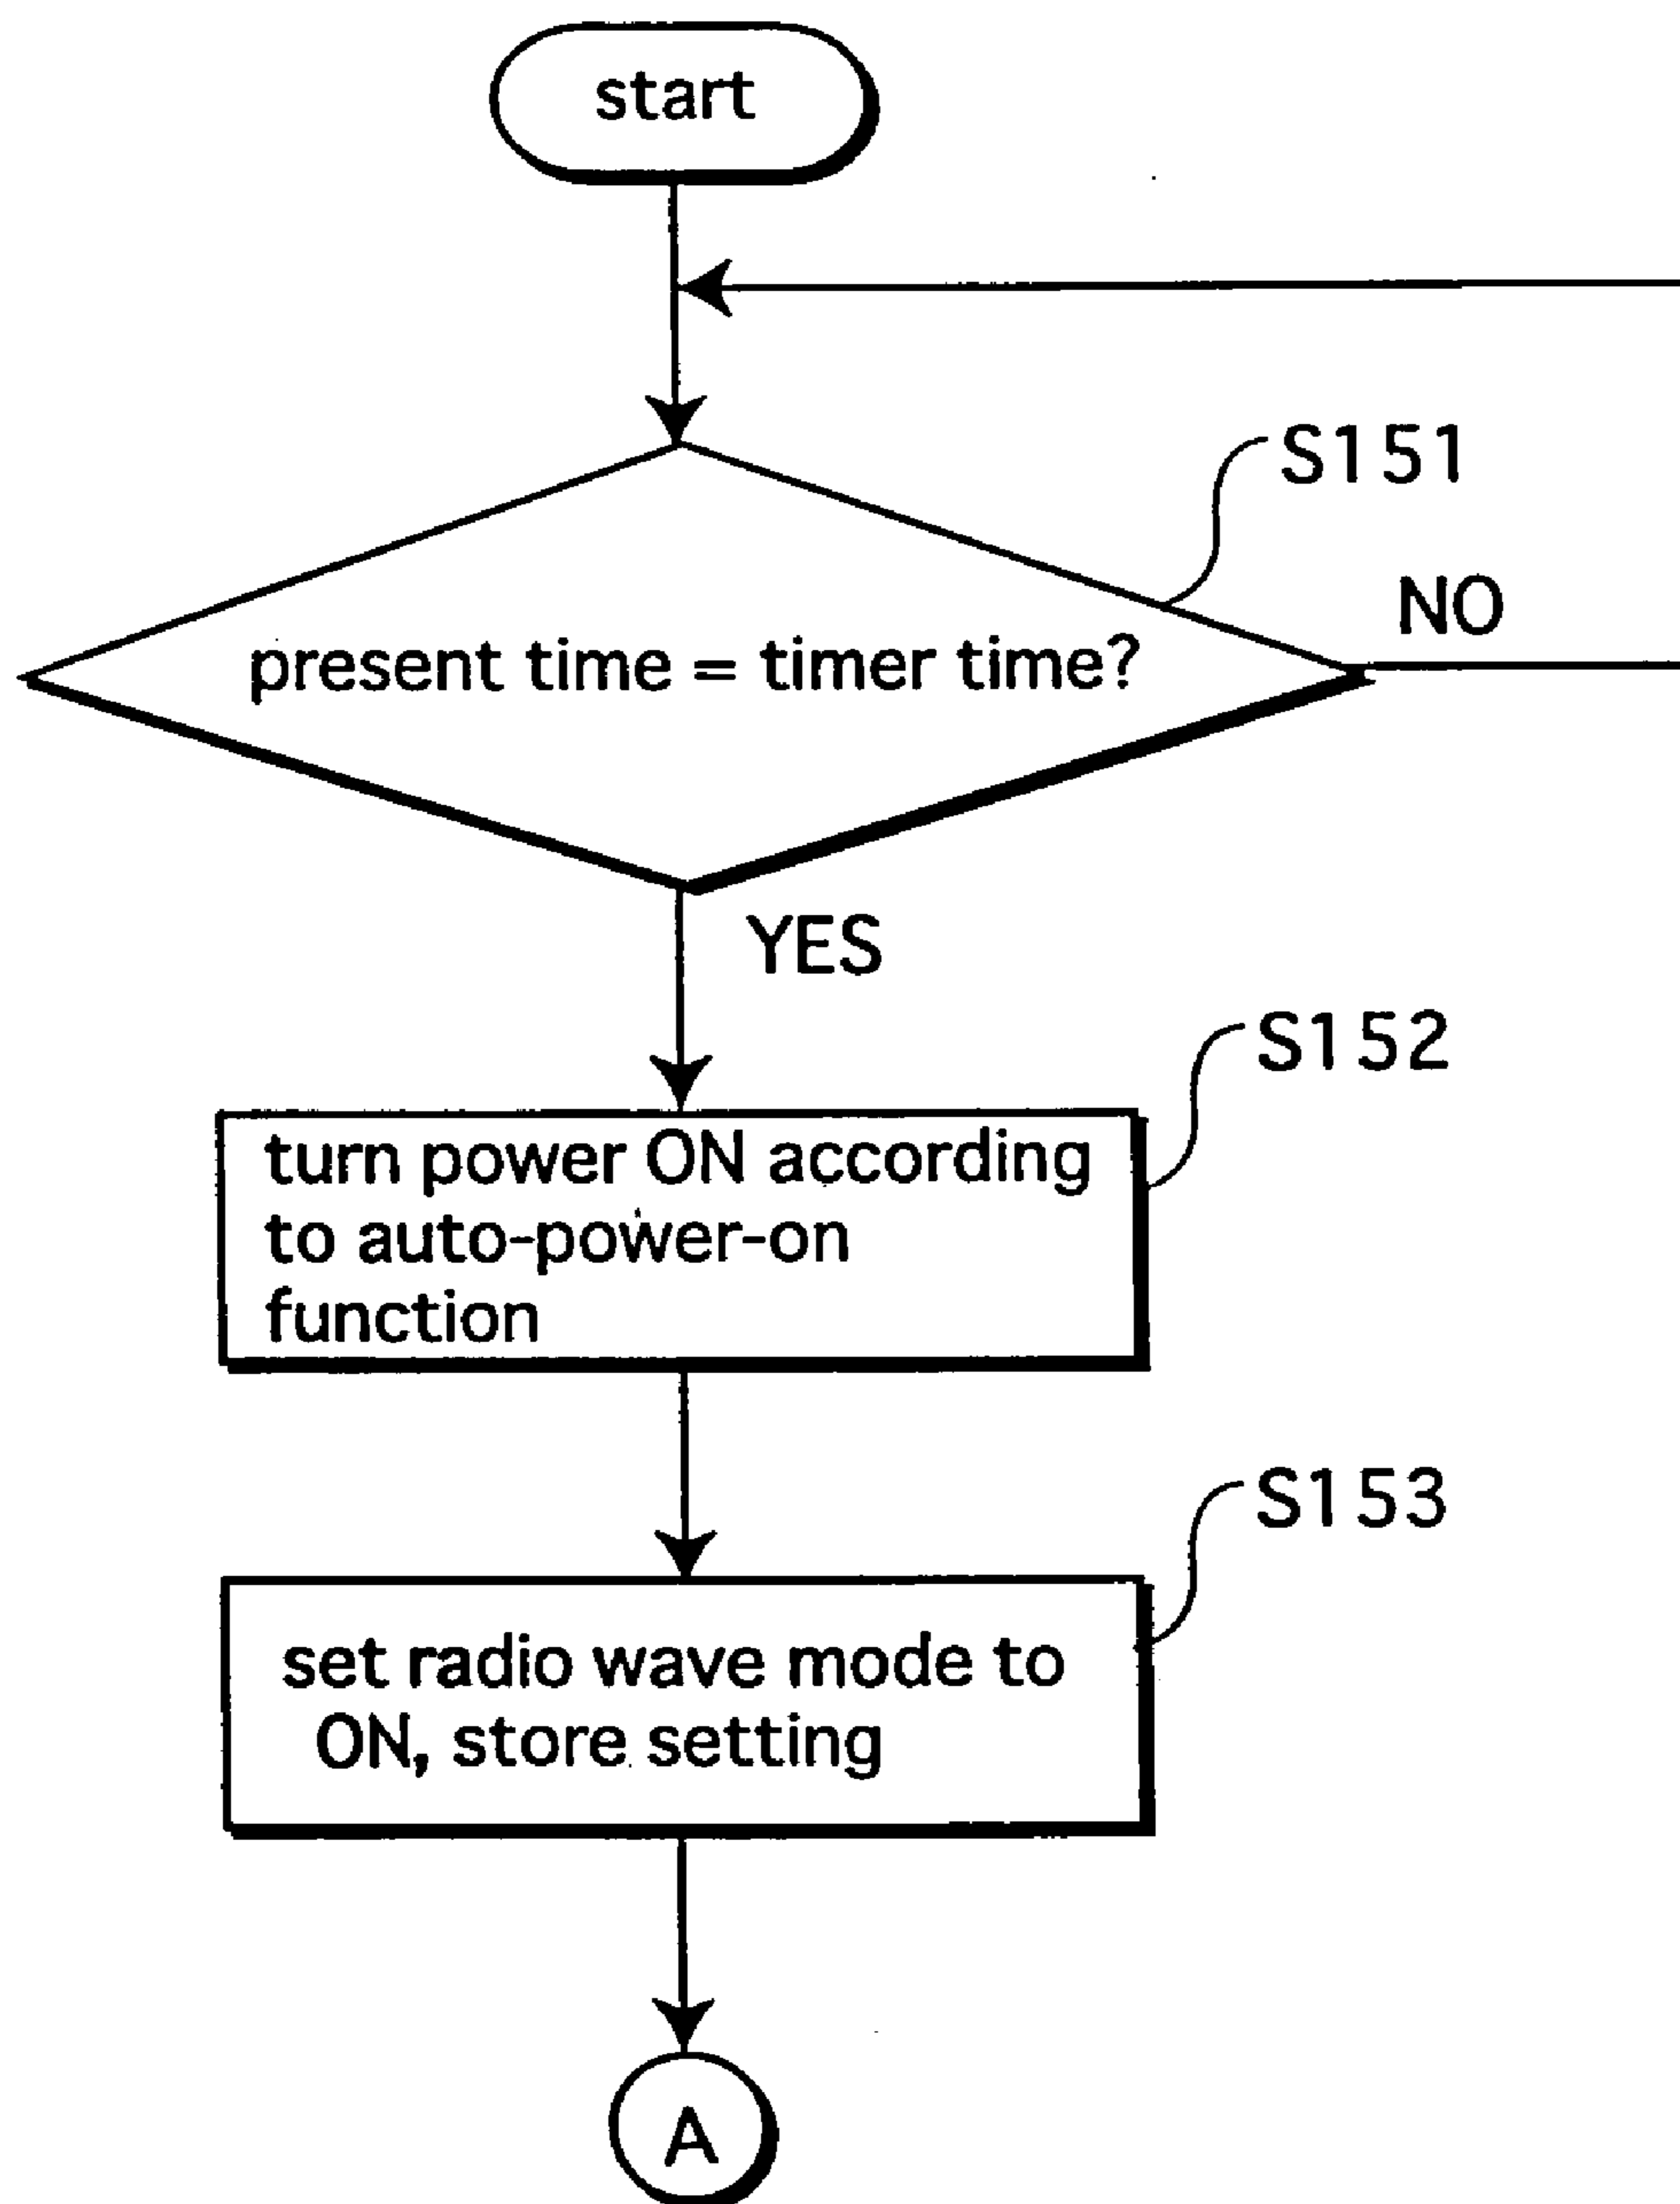 start
S151
NO
present time = timer time?
YES
S152
turn power ON according
to auto-power-on
function
S153
set radio wave mode to
ON, store setting
A